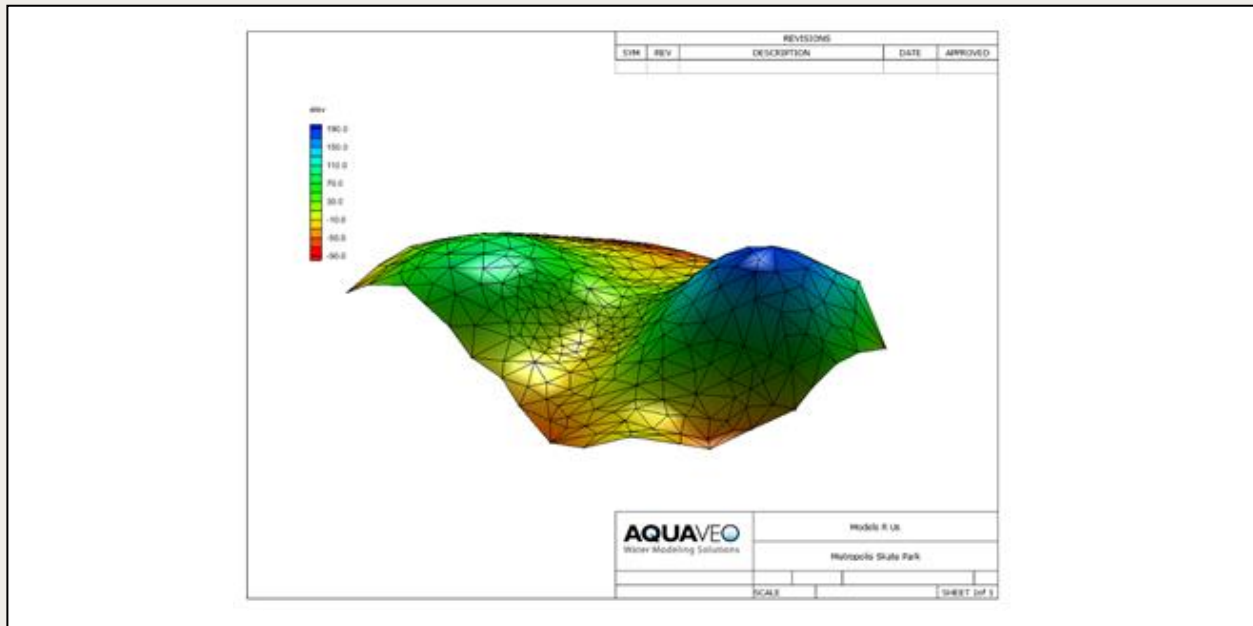 REVISIONS
SYM REV DESCRIPTION DATE APPROVED
elev
190.0
150.0
110.0
70.0
30.0
-10.0
-50.0
-90.0
AQUAVEO
Water Modeling Solutions
Models R Us
Metropolis Skate Park
SCALE
SHEET 1of 1